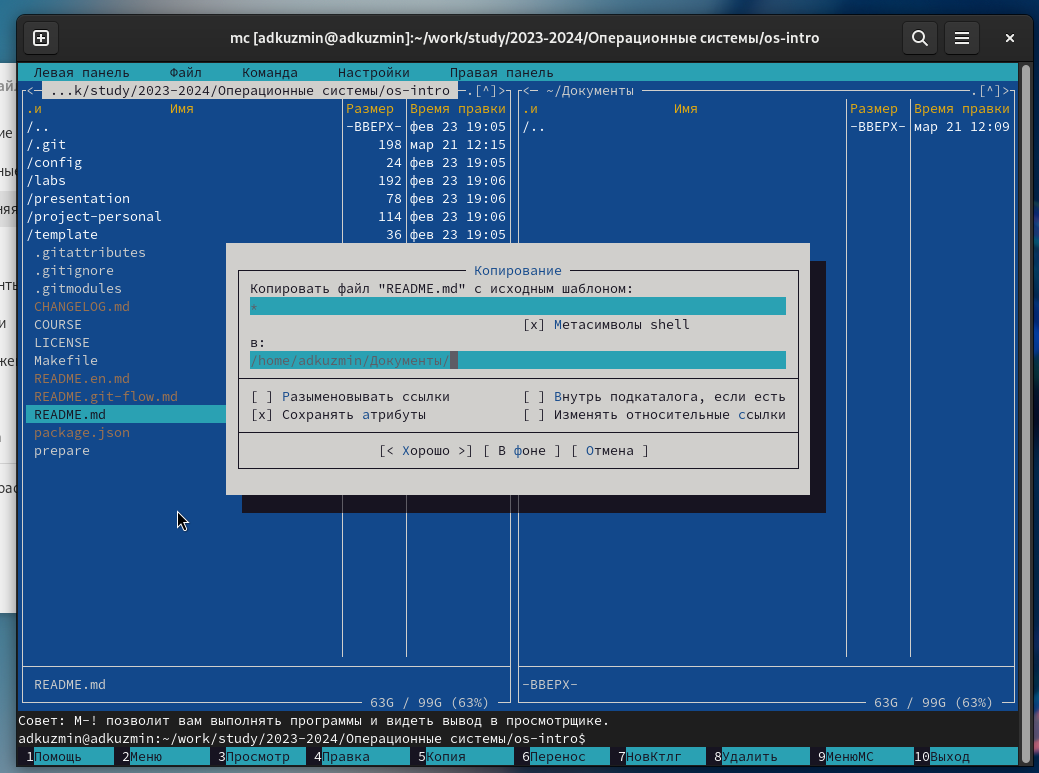 mc [adkuzmin@adkuzmin]:~/work/study/2023-2024/Операционные системы/os-intro
Левая панель Файл Команда Настройки Правая панель
<— ...k/study/2023-2024/Операционные системы/os-intro —.[^]> <— ~/Документы —.[^]>
.и Имя Размер Время правки .и Имя Размер Время правки
/.. -ВВЕРХ- фев 23 19:05 /.. -ВВЕРХ- мар 21 12:09
/.git 198 мар 21 12:15
/config 24 фев 23 19:05
/labs 192 фев 23 19:06
/presentation 78 фев 23 19:06
/project-personal 114 фев 23 19:06
/template 36 фев 23 19:05
.gitattributes
.gitignore
.gitmodules
CHANGELOG.md
COURSE
LICENSE
Makefile
README.en.md
README.git-flow.md
README.md
package.json
prepare
Копирование
Копировать файл "README.md" с исходным шаблоном:
*
[x] Метасимволы shell
в:
/home/adkuzmin/Документы/
[ ] Разыменовывать ссылки [ ] Внутрь подкаталога, если есть
[x] Сохранять атрибуты [ ] Изменять относительные ссылки
[< Хорошо >] [ В фоне ] [ Отмена ]
README.md -ВВЕРХ-
63G / 99G (63%) 63G / 99G (63%)
Совет: M-! позволит вам выполнять программы и видеть вывод в просмотрщике.
adkuzmin@adkuzmin:~/work/study/2023-2024/Операционные системы/os-intro$
1Помощь 2Меню 3Просмотр 4Правка 5Копия 6Перенос 7НовКтлг 8Удалить 9МенюМС 10Выход